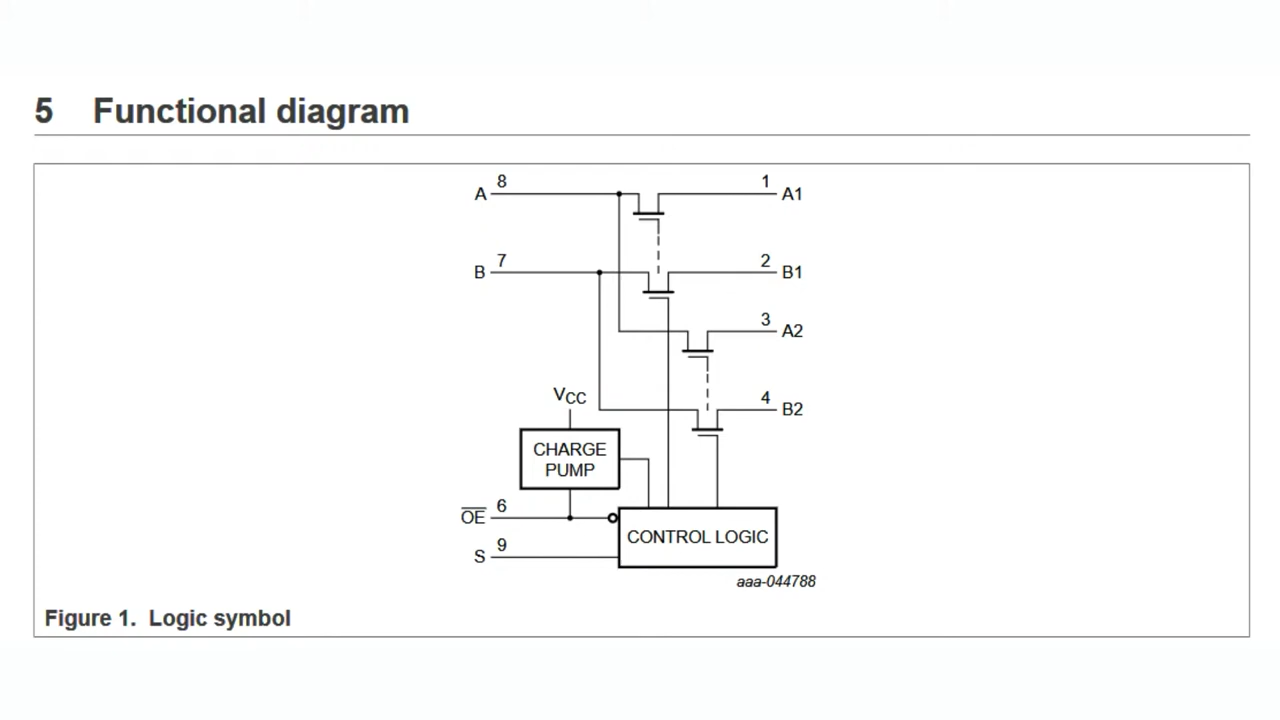 5 Functional diagram
A 8 1 A1
B 7 2 B1
3 A2
VCC 4 B2
CHARGE
PUMP
OE 6
CONTROL LOGIC
S 9
aaa-044788
Figure 1. Logic symbol